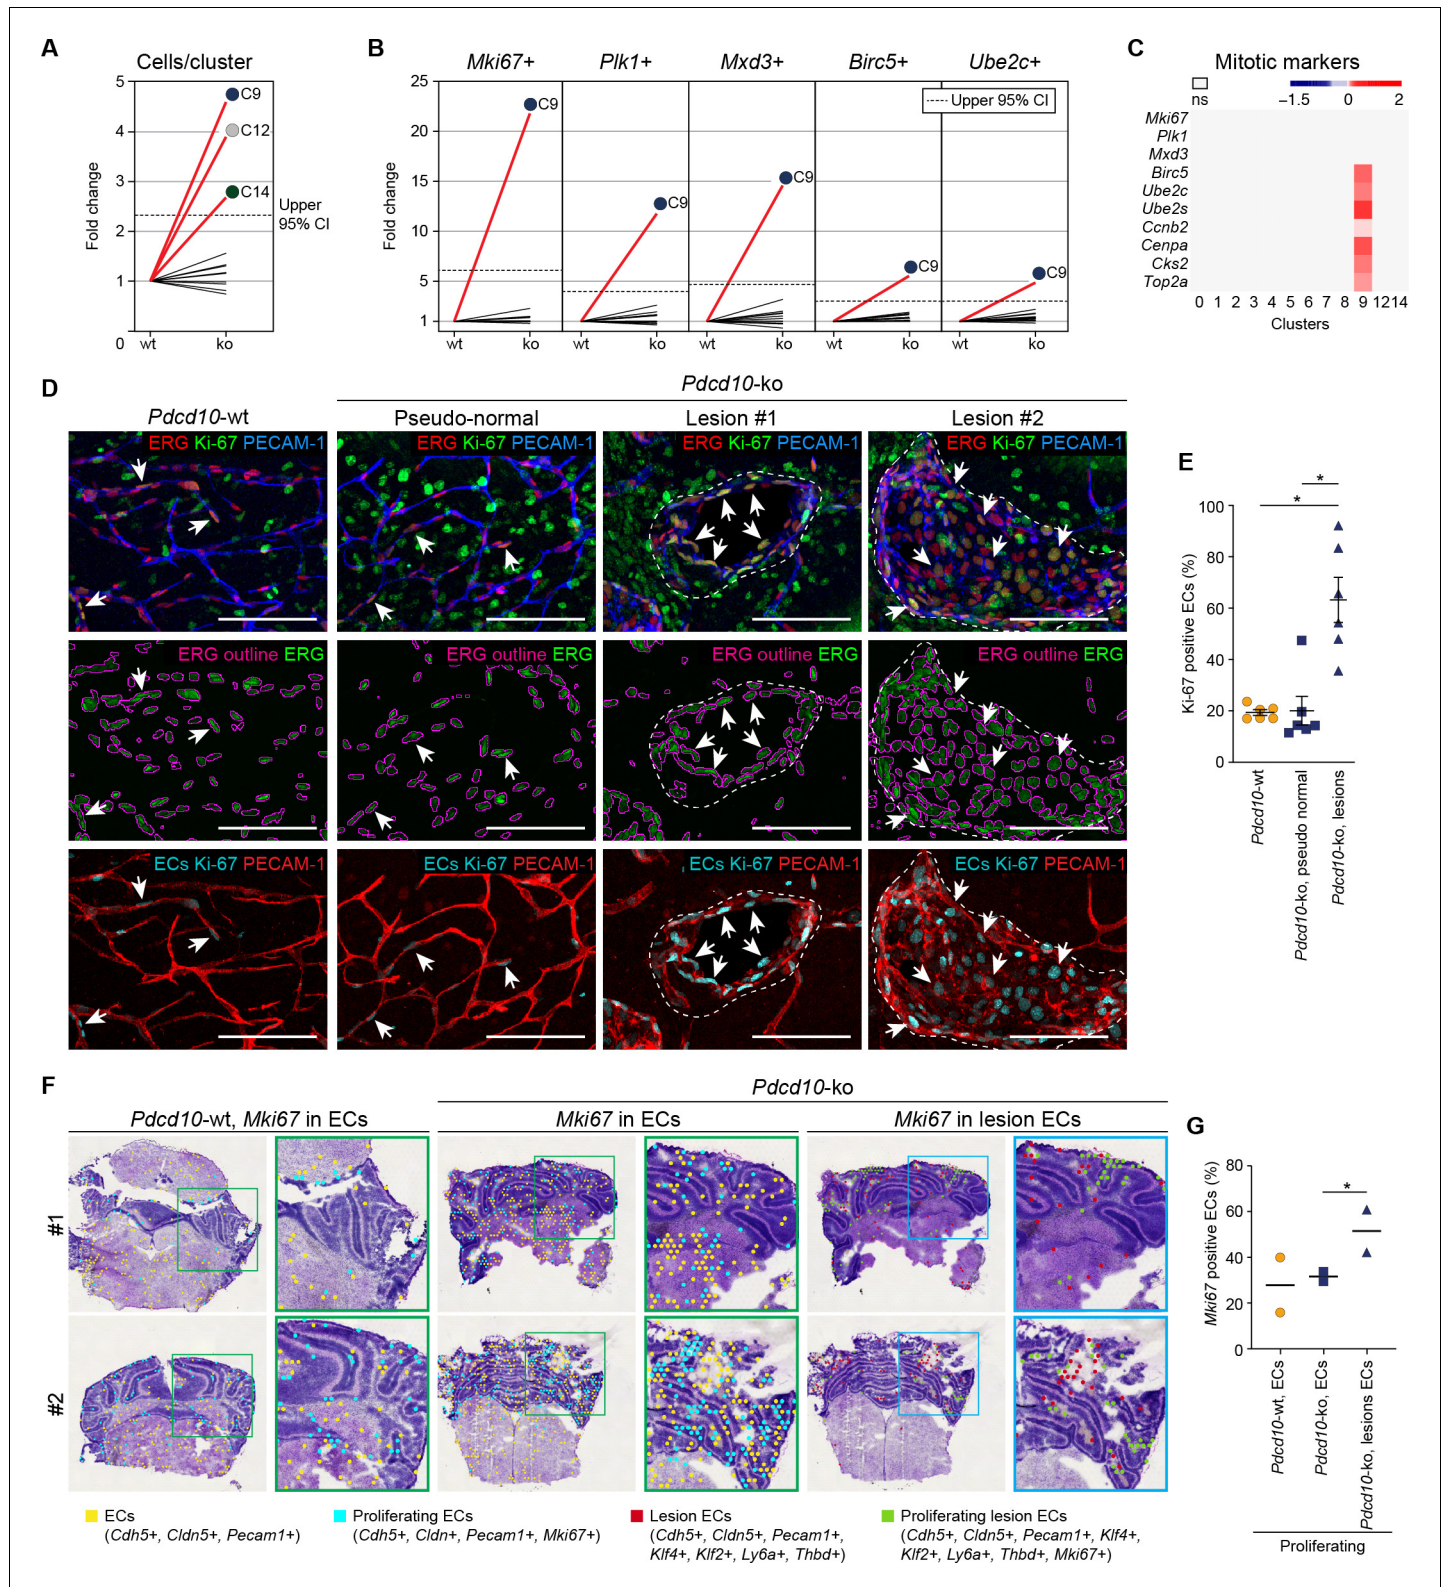 A
Cells/cluster
5
4
3
2
1
0
Fold change
wt
ko
C9
C12
C14
Upper
95% CI
B
Mki67+
Plk1+
Mxd3+
Birc5+
Ube2c+
25
20
15
10
5
1
Fold change
Upper 95% CI
C9
C9
C9
C9
C9
wt ko wt ko wt ko wt ko wt ko
C
Mitotic markers
ns
−1.5 0 2
Mki67
Plk1
Mxd3
Birc5
Ube2c
Ube2s
Ccnb2
Cenpa
Cks2
Top2a
0 1 2 3 4 5 6 7 8 9 12 14
Clusters
D
Pdcd10-ko
Pdcd10-wt
Pseudo-normal
Lesion #1
Lesion #2
ERG Ki-67 PECAM-1
ERG Ki-67 PECAM-1
ERG Ki-67 PECAM-1
ERG Ki-67 PECAM-1
ERG outline ERG
ERG outline ERG
ERG outline ERG
ERG outline ERG
ECs Ki-67 PECAM-1
ECs Ki-67 PECAM-1
ECs Ki-67 PECAM-1
ECs Ki-67 PECAM-1
E
*
*
100
80
60
40
20
0
Ki-67 positive ECs (%)
Pdcd10-wt
Pdcd10-ko, pseudo normal
Pdcd10-ko, lesions
F
Pdcd10-ko
Pdcd10-wt, Mki67 in ECs
Mki67 in ECs
Mki67 in lesion ECs
#1
#2
ECs
(Cdh5+, Cldn5+, Pecam1+)
Proliferating ECs
(Cdh5+, Cldn+, Pecam1+, Mki67+)
Lesion ECs
(Cdh5+, Cldn5+, Pecam1+,
Klf4+, Klf2+, Ly6a+, Thbd+)
Proliferating lesion ECs
(Cdh5+, Cldn5+, Pecam1+, Klf4+,
Klf2+, Ly6a+, Thbd+, Mki67+)
G
*
80
60
40
20
0
Mki67 positive ECs (%)
Pdcd10-wt, ECs
Pdcd10-ko, ECs
Pdcd10-ko, lesions ECs
Proliferating